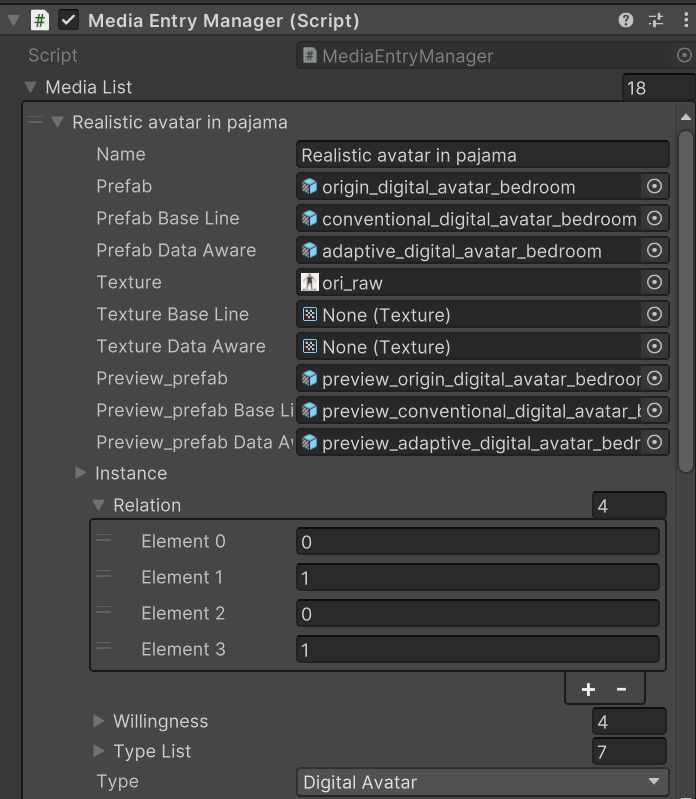 Media Entry Manager (Script)
Script MediaEntryManager
Media List 18
Realistic avatar in pajama
Name Realistic avatar in pajama
Prefab origin_digital_avatar_bedroom
Prefab Base Line conventional_digital_avatar_bedroom
Prefab Data Aware adaptive_digital_avatar_bedroom
Texture ori_raw
Texture Base Line None (Texture)
Texture Data Aware None (Texture)
Preview_prefab preview_origin_digital_avatar_bedroor
Preview_prefab Base Li preview_conventional_digital_avatar_b
Preview_prefab Data Av preview_adaptive_digital_avatar_bedr
Instance
Relation 4
Element 0 0
Element 1 1
Element 2 0
Element 3 1
+ -
Willingness 4
Type List 7
Type Digital Avatar